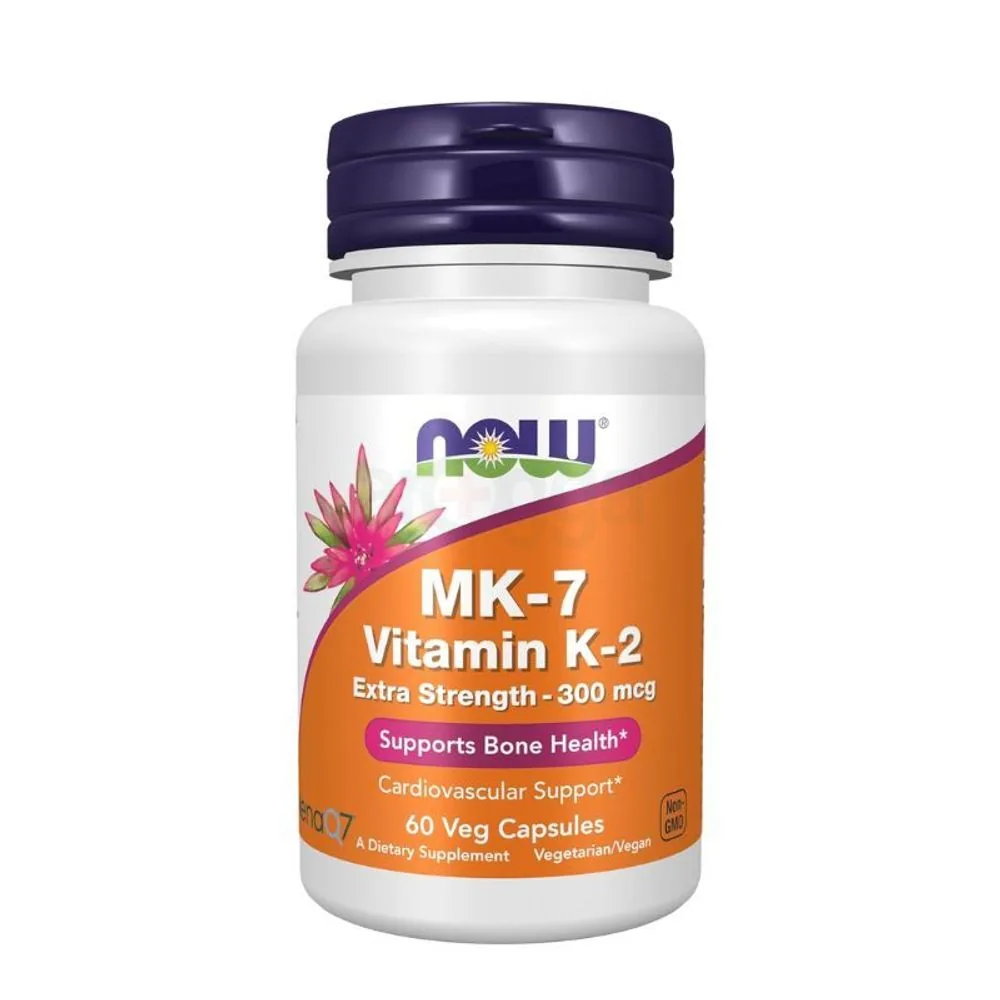 NOW®
MK-7
Vitamin K-2
Extra Strength - 300 mcg
Supports Bone Health*
Cardiovascular Support*
60 Veg Capsules
A Dietary Supplement Vegetarian/Vegan
Non-
GMO
enaQ7